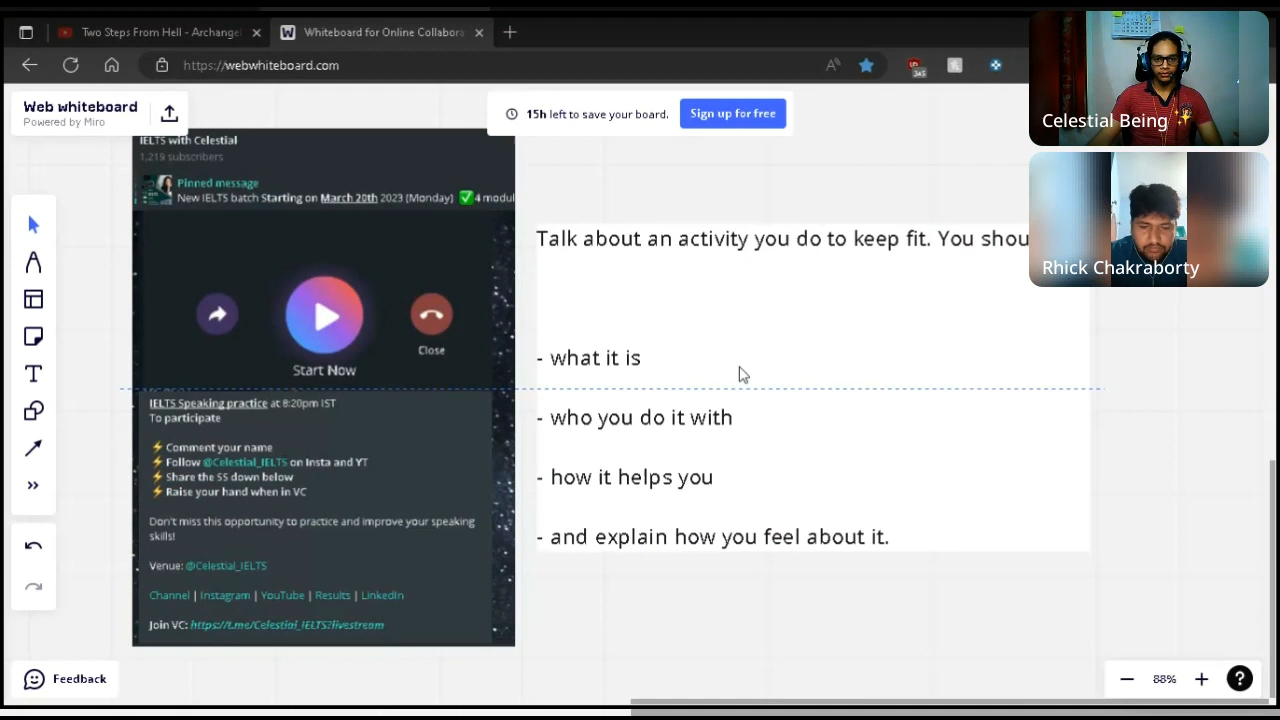 Two Steps From Hell - Archange
Whiteboard for Online Collabora
https://webwhiteboard.com
Web whiteboard
Powered by Miro
15h left to save your board.
Sign up for free
IELTS with Celestial
1,219 subscribers
Pinned message
New IELTS batch Starting on March 20th 2023 (Monday) ✅4 modul
Start Now
Close
IELTS Speaking practice at 8:20pm IST
To participate
⚡Comment your name
⚡Follow @Celestial_IELTS on Insta and YT
⚡Share the SS down below
⚡Raise your hand when in VC
Don't miss this opportunity to practice and improve your speaking
skills!
Venue: @Celestial_IELTS
Channel | Instagram | YouTube | Results | LinkedIn
Join VC: https://t.me/Celestial_IELTS?livestream
Talk about an activity you do to keep fit. You shou
- what it is
- who you do it with
- how it helps you
- and explain how you feel about it.
Celestial Being ✨
Rhick Chakraborty
Feedback
88%